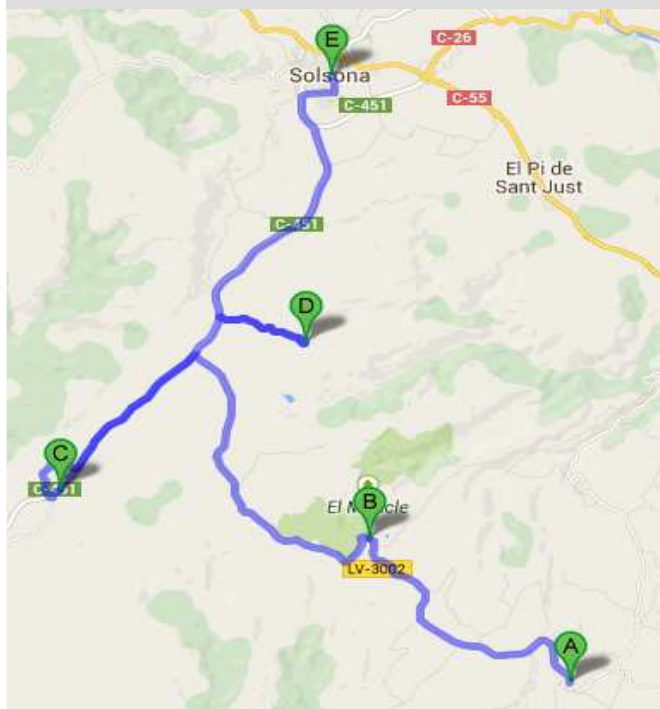 E
C-26
Solsona
C-451
C-55
El Pi de
Sant Just
C-451
D
C
B
El
LV-3002
A